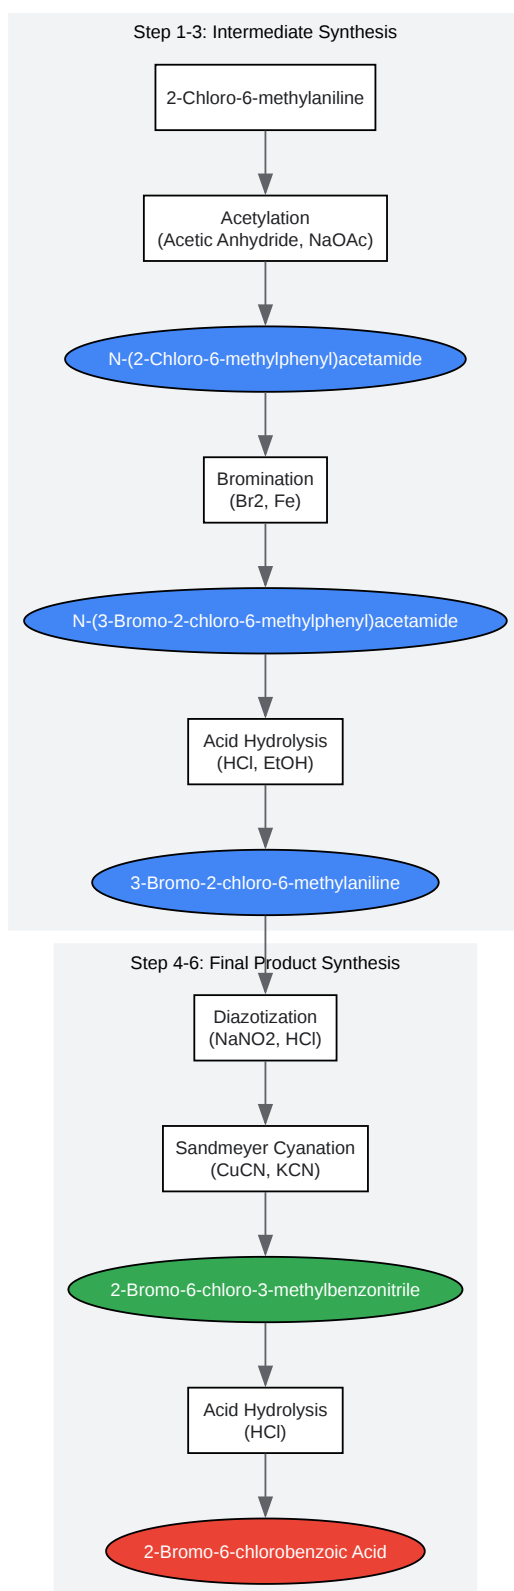 Step 1-3: Intermediate Synthesis
2-Chloro-6-methylaniline
Acetylation
(Acetic Anhydride, NaOAc)
N-(2-Chloro-6-methylphenyl)acetamide
Bromination
(Br2, Fe)
N-(3-Bromo-2-chloro-6-methylphenyl)acetamide
Acid Hydrolysis
(HCl, EtOH)
3-Bromo-2-chloro-6-methylaniline
Step 4-6: Final Product Synthesis
Diazotization
(NaNO2, HCl)
Sandmeyer Cyanation
(CuCN, KCN)
2-Bromo-6-chloro-3-methylbenzonitrile
Acid Hydrolysis
(HCl)
2-Bromo-6-chlorobenzoic Acid